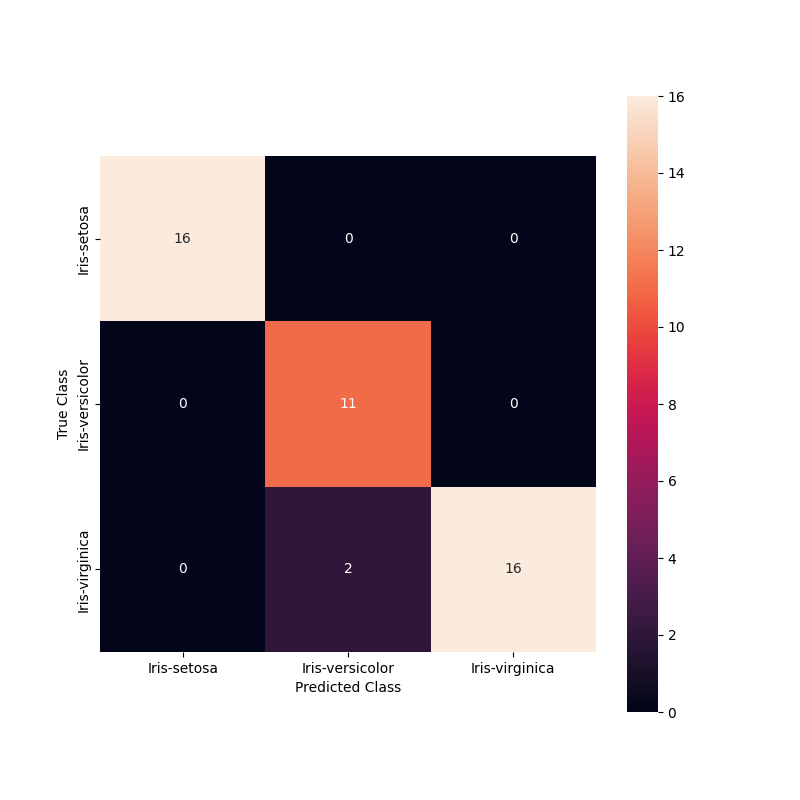 True Class
Iris-setosa
Iris-versicolor
Iris-virginica
16 0 0
0 11 0
0 2 16
Iris-setosa Iris-versicolor Iris-virginica
Predicted Class
16
14
12
10
8
6
4
2
0